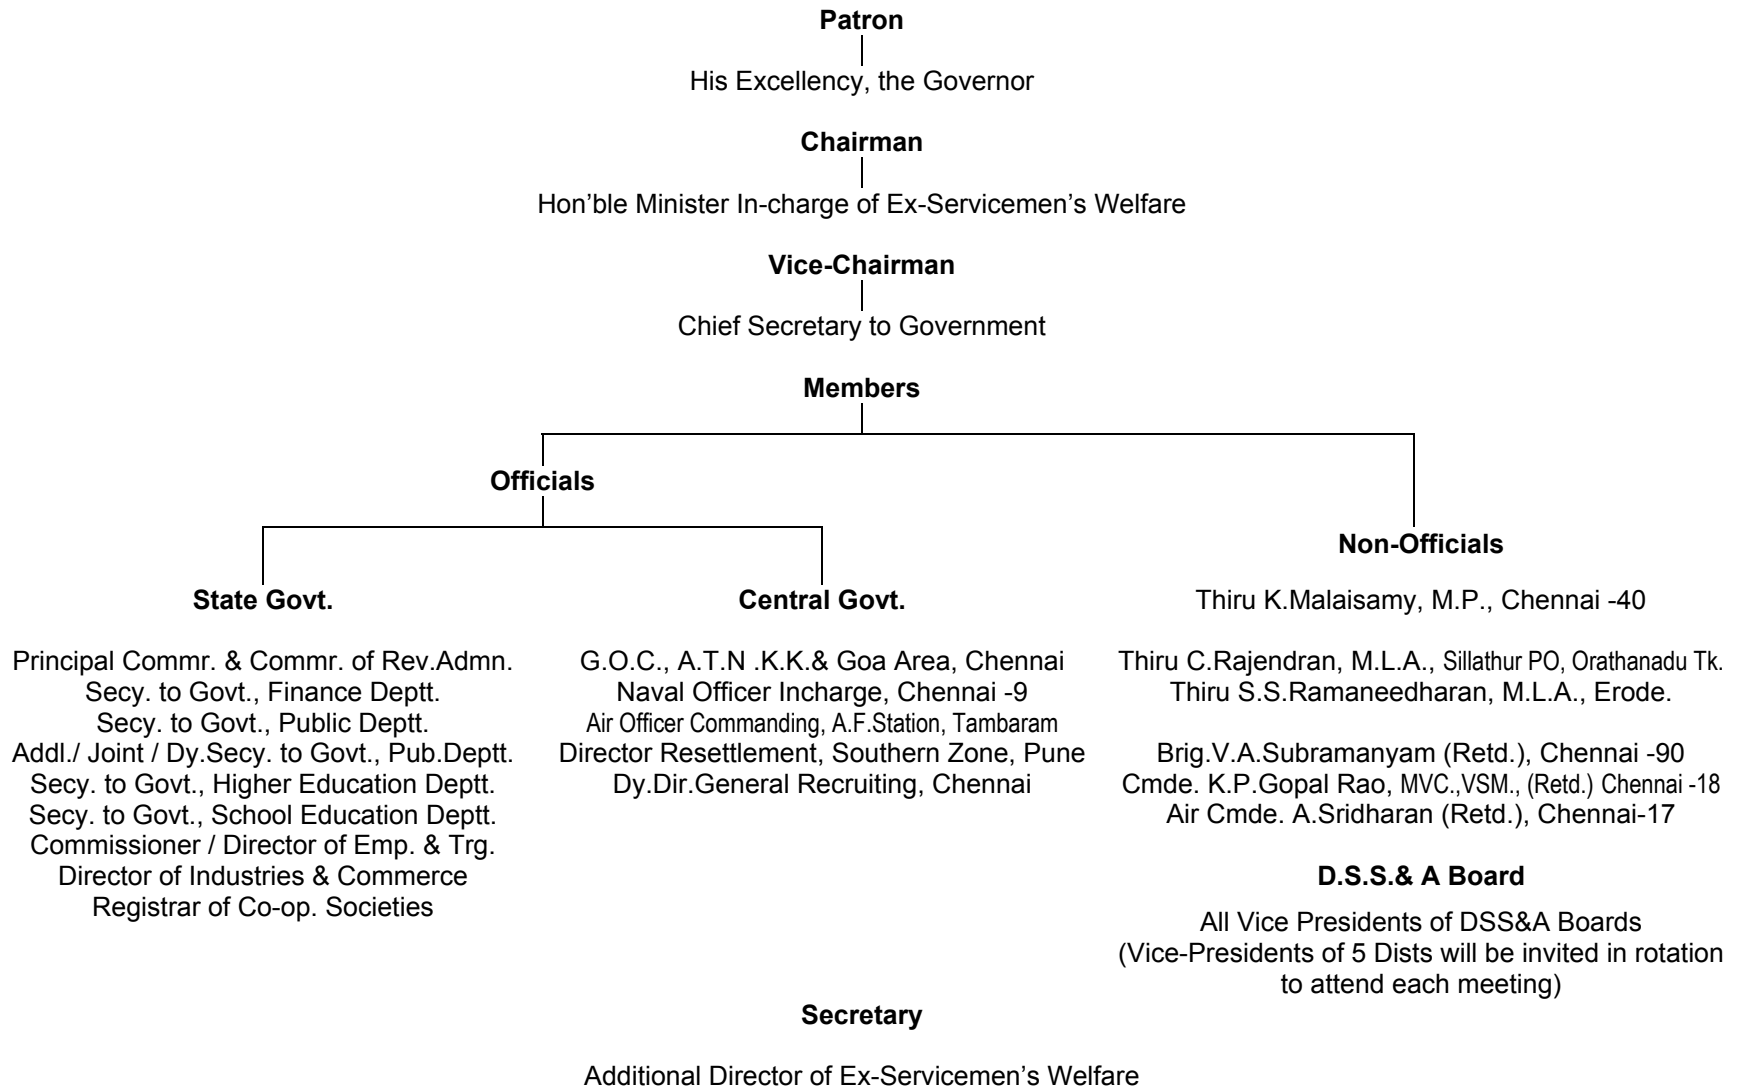 Patron
His Excellency, the Governor
Chairman
Hon’ble Minister In-charge of Ex-Servicemen’s Welfare
Vice-Chairman
Chief Secretary to Government
Members
Officials
State Govt.
Principal Commr. & Commr. of Rev.Admn.
Secy. to Govt., Finance Deptt.
Secy. to Govt., Public Deptt.
Addl./ Joint / Dy.Secy. to Govt., Pub.Deptt.
Secy. to Govt., Higher Education Deptt.
Secy. to Govt., School Education Deptt.
Commissioner / Director of Emp. & Trg.
Director of Industries & Commerce
Registrar of Co-op. Societies
Central Govt.
G.O.C., A.T.N .K.K.& Goa Area, Chennai
Naval Officer Incharge, Chennai -9
Air Officer Commanding, A.F.Station, Tambaram
Director Resettlement, Southern Zone, Pune
Dy.Dir.General Recruiting, Chennai
Non-Officials
Thiru K.Malaisamy, M.P., Chennai -40
Thiru C.Rajendran, M.L.A., Sillathur PO, Orathanadu Tk.
Thiru S.S.Ramaneedharan, M.L.A., Erode.
Brig.V.A.Subramanyam (Retd.), Chennai -90
Cmde. K.P.Gopal Rao, MVC.,VSM., (Retd.) Chennai -18
Air Cmde. A.Sridharan (Retd.), Chennai-17
D.S.S.& A Board
All Vice Presidents of DSS&A Boards
(Vice-Presidents of 5 Dists will be invited in rotation
to attend each meeting)
Secretary
Additional Director of Ex-Servicemen’s Welfare